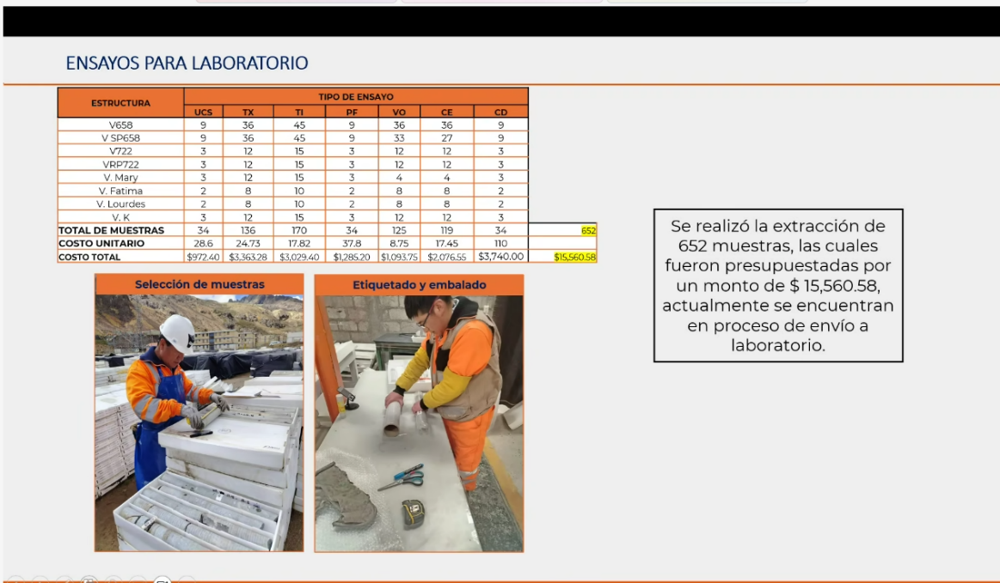 ENSAYOS PARA LABORATORIO
ESTRUCTURA TIPO DE ENSAYO
UCS TX TI PF VO CE CD
V658 9 36 45 9 36 36 9
V SP658 9 36 45 9 33 27 9
V722 3 12 15 3 12 12 3
VRP722 3 12 15 3 12 12 3
V. Mary 3 12 15 3 4 4 3
V. Fatima 2 8 10 2 8 8 2
V. Lourdes 2 8 10 2 8 8 2
V. K 3 12 15 3 12 12 3
TOTAL DE MUESTRAS 34 136 170 34 125 119 34 652
COSTO UNITARIO 28.6 24.73 17.82 37.8 8.75 17.45 110
COSTO TOTAL $972.40 $3,363.28 $3,029.40 $1,285.20 $1,093.75 $2,076.55 $3,740.00 $15,560.58
Se realizó la extracción de
652 muestras, las cuales
fueron presupuestadas por
un monto de $ 15,560.58,
actualmente se encuentran
en proceso de envío a
laboratorio.
Selección de muestras
Etiquetado y embalado